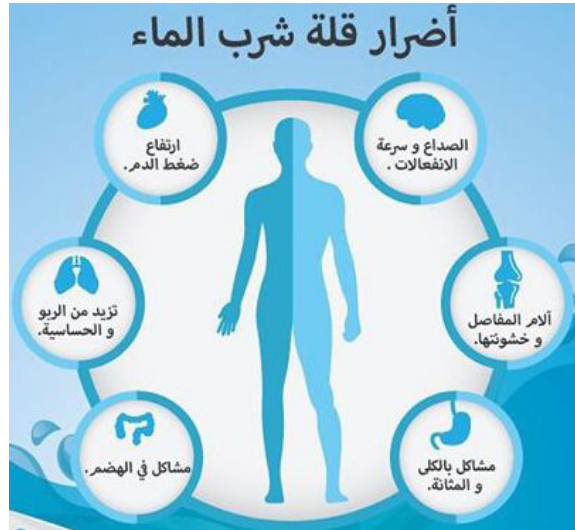 أضرار قلة شرب الماء
الصداع و سرعة
الانفعالات .
ارتفاع
ضغط الدم.
آلام المفاصل
و خشونتها.
تزيد من الربو
و الحساسية.
مشاكل بالكلى
و المثانة.
مشاكل في الهضم.